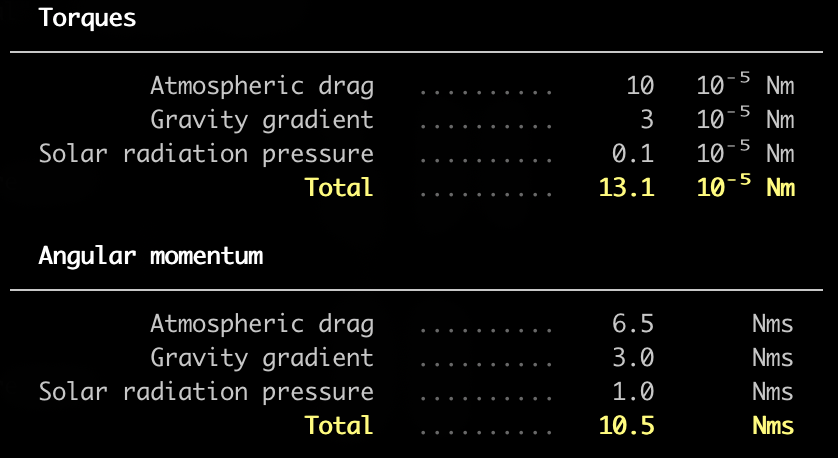 Torques
Atmospheric drag .......... 10 10⁻⁵ Nm
Gravity gradient .......... 3 10⁻⁵ Nm
Solar radiation pressure .......... 0.1 10⁻⁵ Nm
Total .......... 13.1 10⁻⁵ Nm
Angular momentum
Atmospheric drag .......... 6.5 Nms
Gravity gradient .......... 3.0 Nms
Solar radiation pressure .......... 1.0 Nms
Total .......... 10.5 Nms